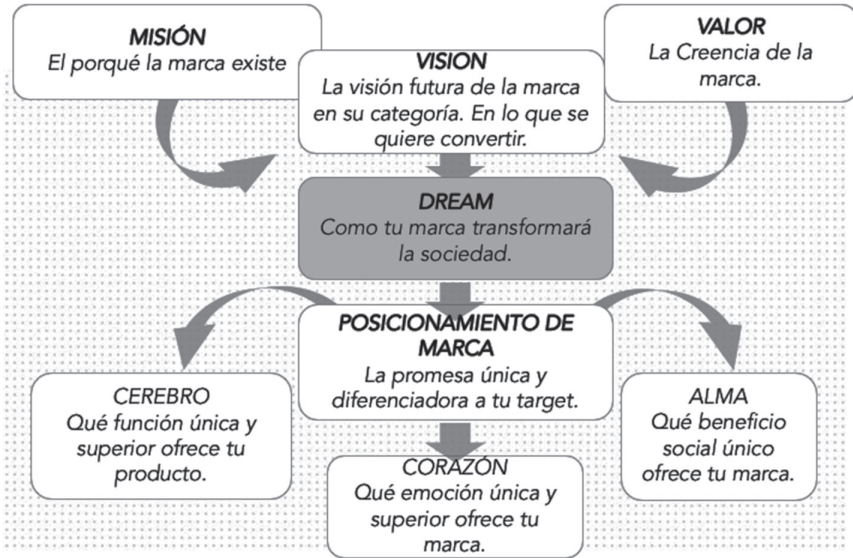 MISIÓN
El porqué la marca existe
VISION
La visión futura de la marca
en su categoría. En lo que se
quiere convertir.
VALOR
La Creencia de la
marca.
DREAM
Como tu marca transformará
la sociedad.
POSICIONAMIENTO DE
MARCA
La promesa única y
diferenciadora a tu target.
CEREBRO
Qué función única y
superior ofrece tu
producto.
CORAZÓN
Qué emoción única y
superior ofrece tu
marca.
ALMA
Qué beneficio
social único
ofrece tu marca.